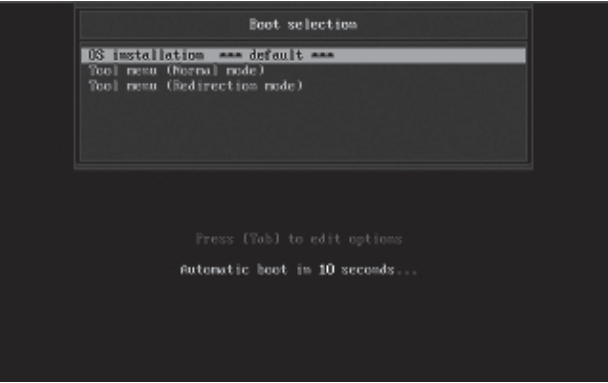 Boot selection
OS installation *** default ***
Tool menu (Normal mode)
Tool menu (Redirection mode)
Press [Tab] to edit options
Automatic boot in 10 seconds...